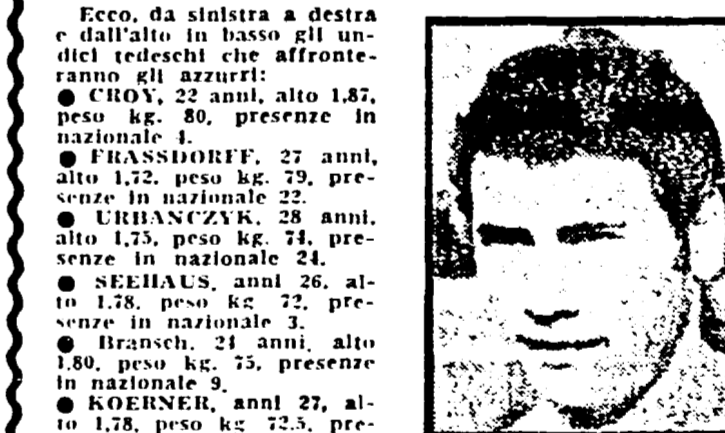 Ecco, da sinistra a destra
e dall'alto in basso gli un-
dici tedeschi che affronte-
ranno gli azzurri:
● CROY, 22 anni, alto 1,87,
peso kg. 80, presenze in
nazionale 4.
● FRASSDORFF, 27 anni,
alto 1,72, peso kg. 79, pre-
senze in nazionale 22.
● URBANCZYK, 28 anni,
alto 1,75, peso kg. 74, pre-
senze in nazionale 24.
● SEEHAUS, anni 26, al-
to 1.78, peso kg 72, pre-
senze in nazionale 3.
● Bransch, 24 anni, alto
1.80, peso kg. 75, presenze
in nazionale 9.
● KOERNER, anni 27, al-
to 1,78, peso kg 72.5, pre-